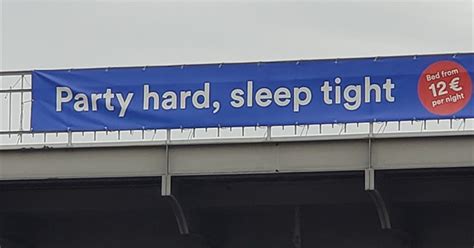 Party hard, sleep tight
Bed from
12 €
per night